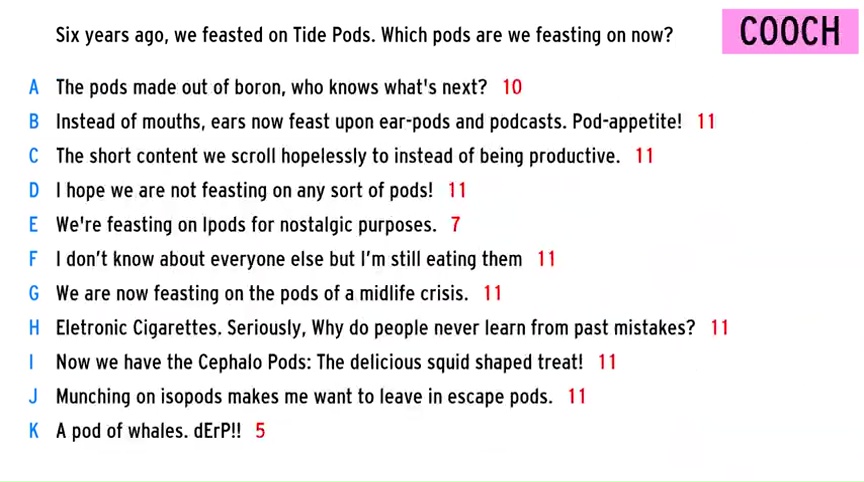 Six years ago, we feasted on Tide Pods. Which pods are we feasting on now?
COOCH
A The pods made out of boron, who knows what's next? 10
B Instead of mouths, ears now feast upon ear-pods and podcasts. Pod-appetite! 11
C The short content we scroll hopelessly to instead of being productive. 11
D I hope we are not feasting on any sort of pods! 11
E We're feasting on Ipods for nostalgic purposes. 7
F I don’t know about everyone else but I’m still eating them 11
G We are now feasting on the pods of a midlife crisis. 11
H Eletronic Cigarettes. Seriously, Why do people never learn from past mistakes? 11
I Now we have the Cephalo Pods: The delicious squid shaped treat! 11
J Munching on isopods makes me want to leave in escape pods. 11
K A pod of whales. dErP!! 5